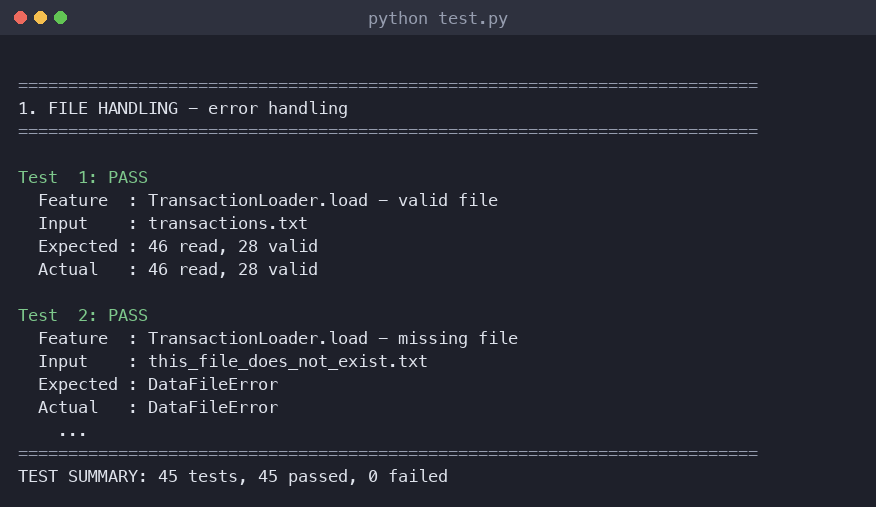 python test.py
==========================================================================
1. FILE HANDLING — error handling
==========================================================================
Test  1: PASS
  Feature  : TransactionLoader.load — valid file
  Input    : transactions.txt
  Expected : 46 read, 28 valid
  Actual   : 46 read, 28 valid
Test  2: PASS
  Feature  : TransactionLoader.load — missing file
  Input    : this_file_does_not_exist.txt
  Expected : DataFileError
  Actual   : DataFileError
    ...
==========================================================================
TEST SUMMARY: 45 tests, 45 passed, 0 failed